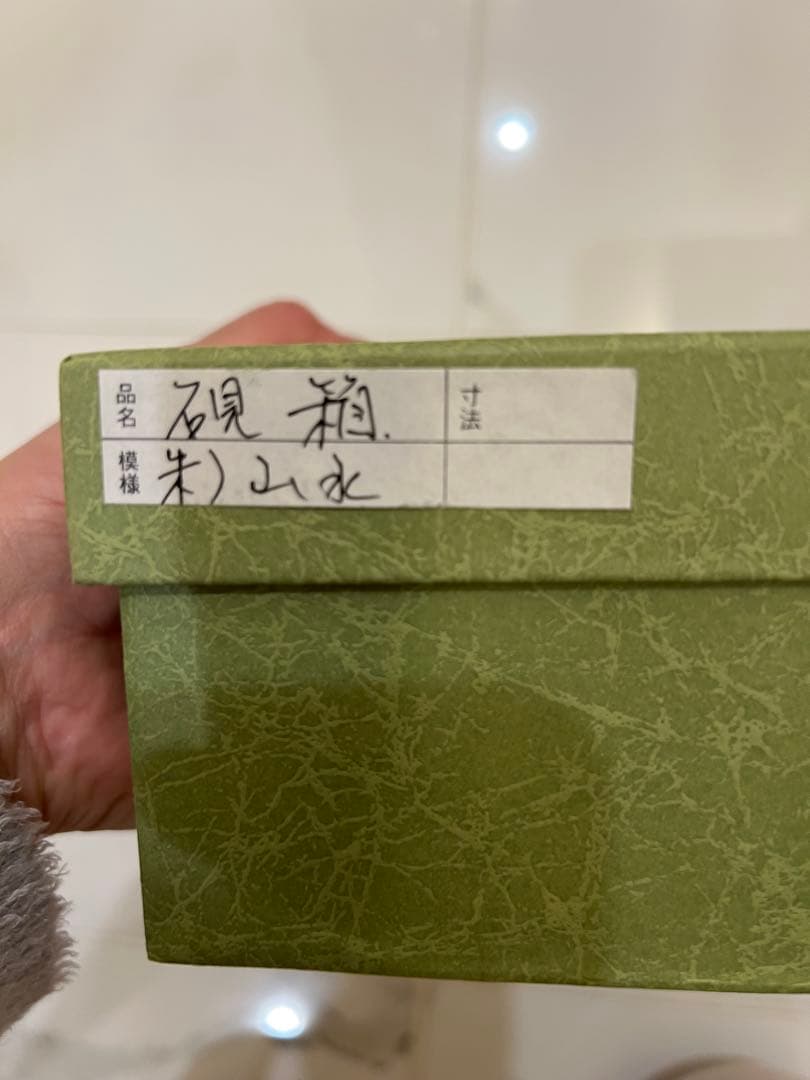 品名 硯箱. 寸法
模様 朱)山水